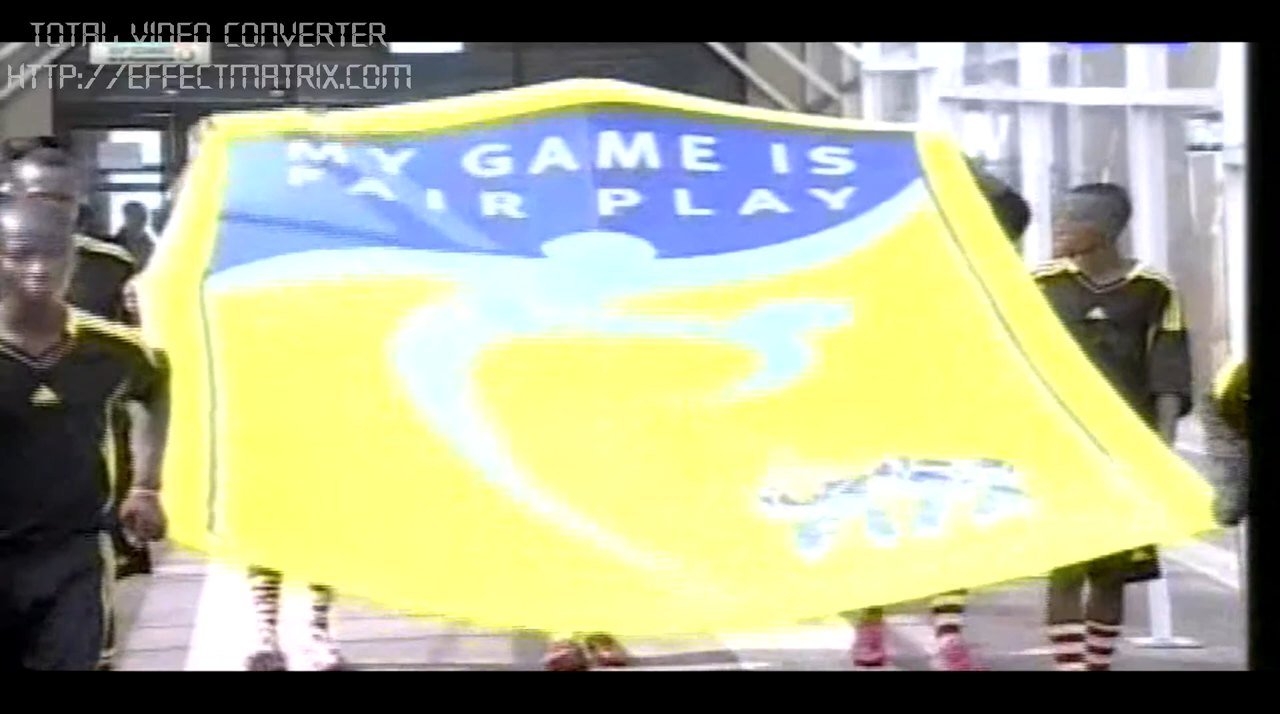 TOTAL VIDEO CONVERTER
HTTP://EFFECTMATRIX.COM
MY GAME IS
FAIR PLAY